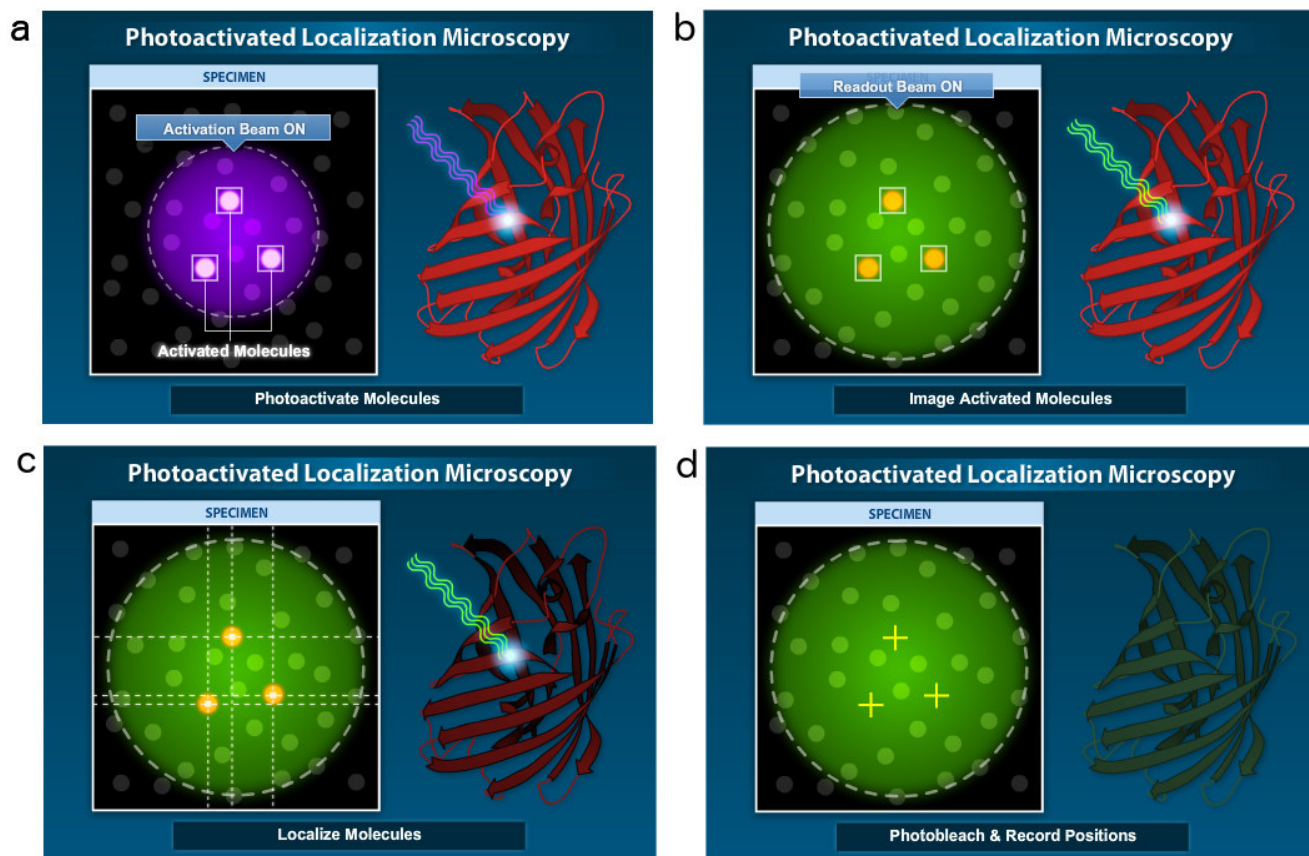 a
Photoactivated Localization Microscopy
SPECIMEN
Activation Beam ON
Activated Molecules
Photoactivate Molecules
b
Photoactivated Localization Microscopy
SPECIMEN
Readout Beam ON
Image Activated Molecules
c
Photoactivated Localization Microscopy
SPECIMEN
Localize Molecules
d
Photoactivated Localization Microscopy
SPECIMEN
Photobleach & Record Positions